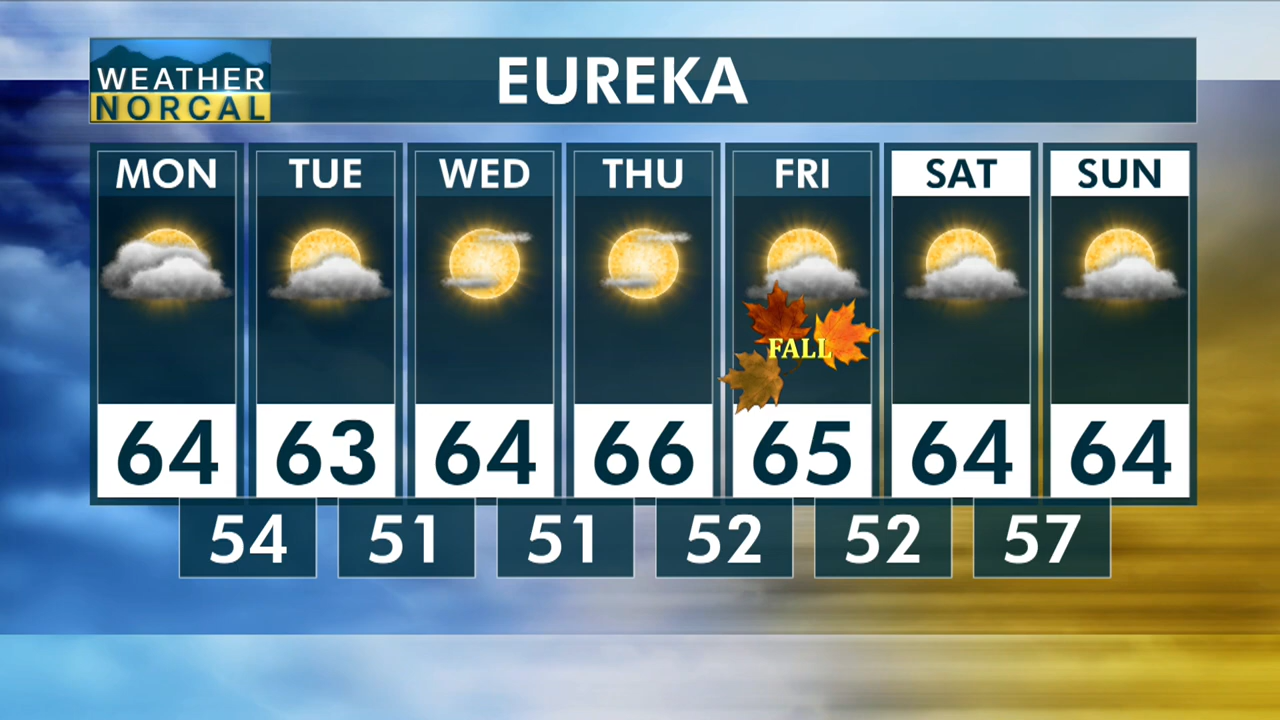 WEATHER
NORCAL
EUREKA
MON TUE WED THU FRI SAT SUN
FALL
64 63 64 66 65 64 64
54 51 51 52 52 57